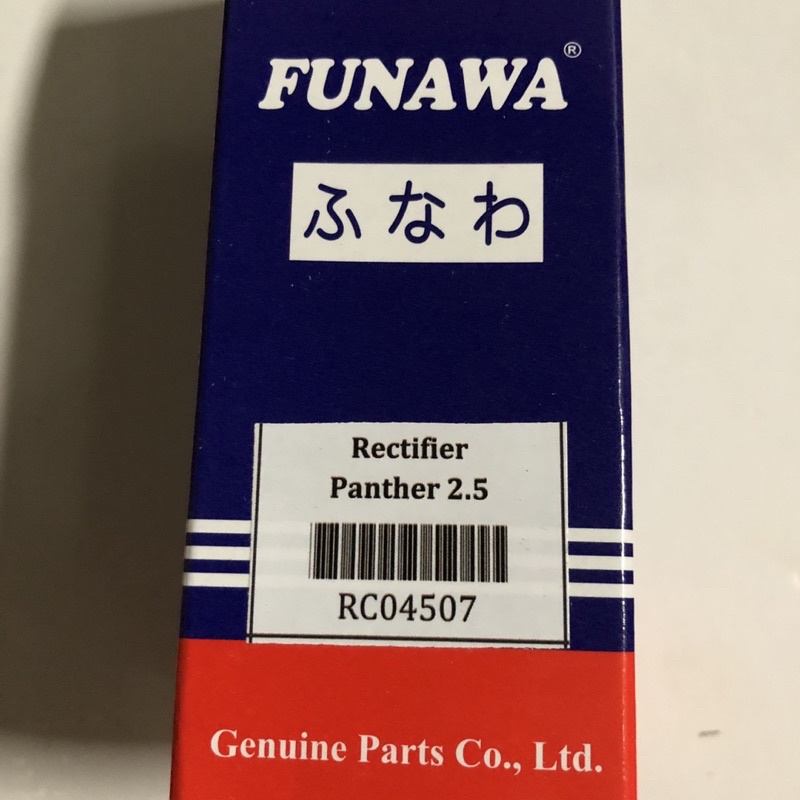 FUNAWA®
ふなわ
Rectifier
Panther 2.5
RC04507
Genuine Parts Co., Ltd.